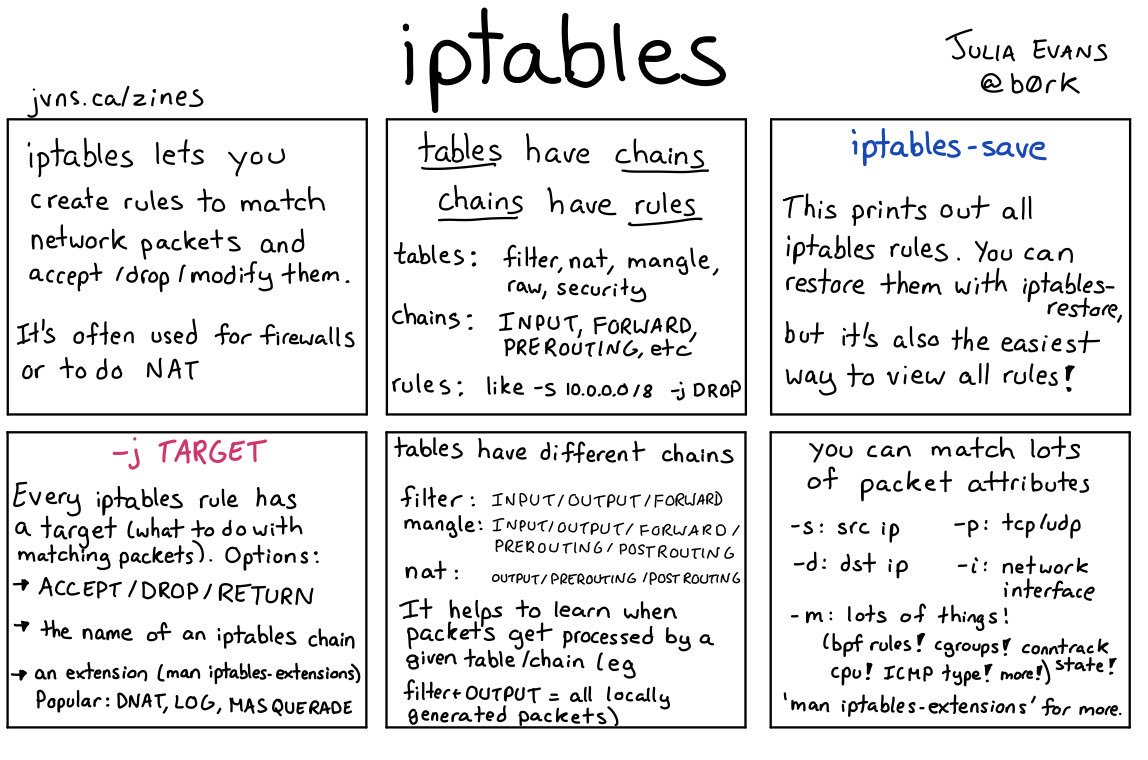 iptables
JULIA EVANS
@b0rk
jvns.ca/zines
iptables lets you
create rules to match
network packets and
accept/drop/modify them.
It's often used for firewalls
or to do NAT
tables have chains
chains have rules
tables: filter, nat, mangle,
raw, security
chains: INPUT, FORWARD,
PREROUTING, etc
rules: like -s 10.0.0.0/8 -j DROP
iptables-save
This prints out all
iptables rules. You can
restore them with iptables-
restore,
but it's also the easiest
way to view all rules!
-j TARGET
Every iptables rule has
a target (what to do with
matching packets). Options:
→ ACCEPT/DROP/RETURN
→ the name of an iptables chain
→ an extension (man iptables-extensions)
Popular: DNAT, LOG, MASQUERADE
tables have different chains
filter: INPUT/OUTPUT/FORWARD
mangle: INPUT/OUTPUT/FORWARD/
PREROUTING/POSTROUTING
nat: OUTPUT/PREROUTING/POSTROUTING
It helps to learn when
packets get processed by a
given table/chain (eg
filter+OUTPUT = all locally
generated packets)
you can match lots
of packet attributes
-s: src ip -p: tcp/udp
-d: dst ip -i: network
interface
-m: lots of things!
(bpf rules! cgroups! conntrack
state!
cpu! ICMP type! more!)
'man iptables-extensions' for more.